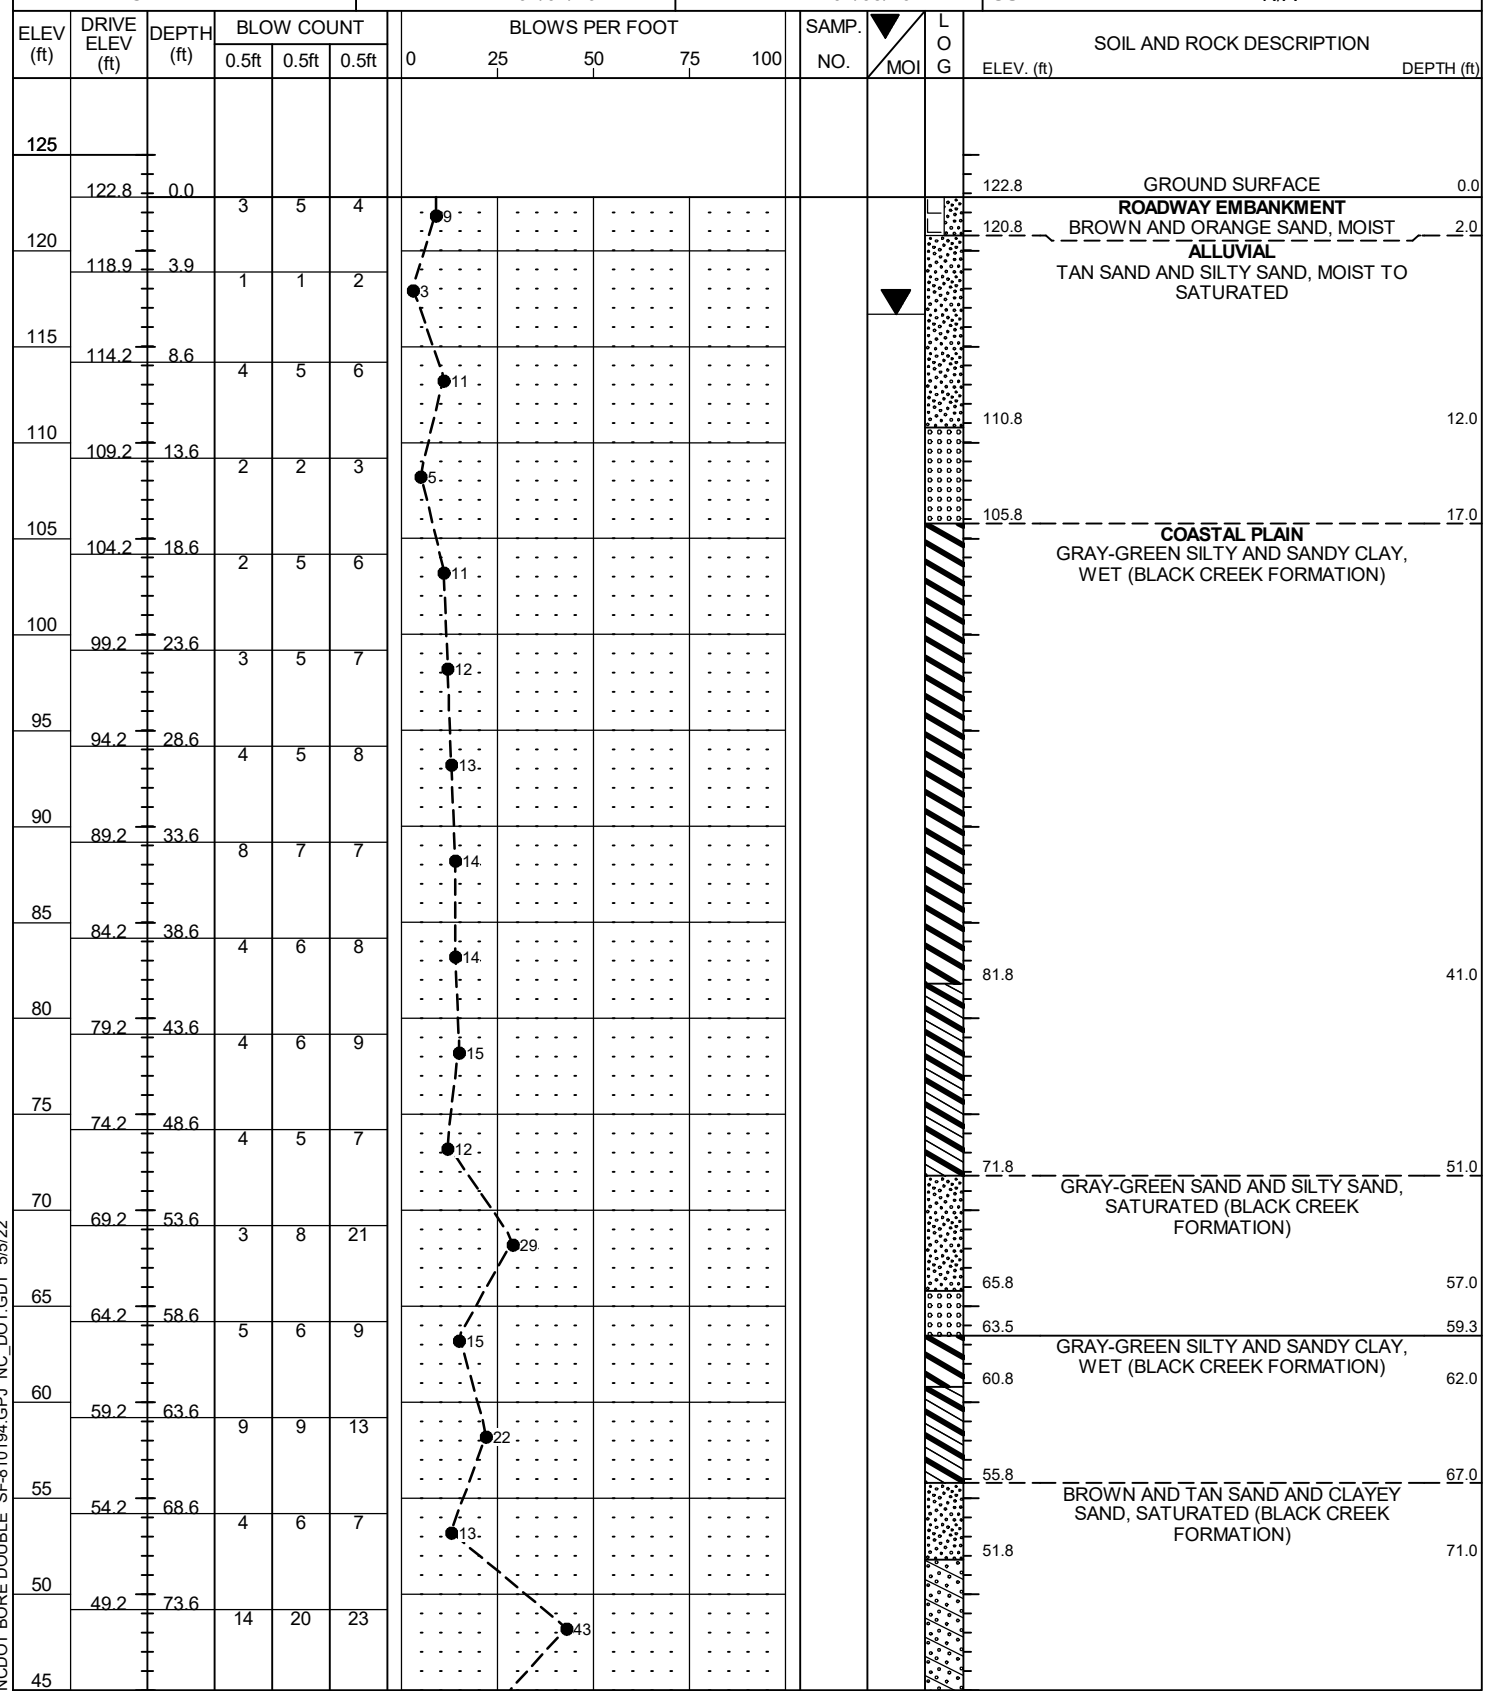 ELEV (ft) DRIVE ELEV (ft) DEPTH (ft) BLOW COUNT BLOWS PER FOOT SAMP. NO. MOI L O G SOIL AND ROCK DESCRIPTION
0.5ft 0.5ft 0.5ft 0 25 50 75 100 ELEV. (ft) DEPTH (ft)
125
122.8 0.0 122.8 GROUND SURFACE 0.0
3 5 4 9 ROADWAY EMBANKMENT
120.8 BROWN AND ORANGE SAND, MOIST 2.0
120 ALLUVIAL
118.9 3.9 TAN SAND AND SILTY SAND, MOIST TO
1 1 2 3 SATURATED
115
114.2 8.6
4 5 6 11
110.8 12.0
110
109.2 13.6
2 2 3 5
105.8 17.0
105 COASTAL PLAIN
104.2 18.6 GRAY-GREEN SILTY AND SANDY CLAY,
2 5 6 11 WET (BLACK CREEK FORMATION)
100
99.2 23.6
3 5 7 12
95
94.2 28.6
4 5 8 13
90
89.2 33.6
8 7 7 14
85
84.2 38.6
4 6 8 14
81.8 41.0
80
79.2 43.6
4 6 9 15
75
74.2 48.6
4 5 7 12
71.8 51.0
GRAY-GREEN SAND AND SILTY SAND,
70 SATURATED (BLACK CREEK
69.2 53.6 FORMATION)
3 8 21 29
65.8 57.0
65
64.2 58.6 63.5 59.3
5 6 9 15 GRAY-GREEN SILTY AND SANDY CLAY,
WET (BLACK CREEK FORMATION)
60.8 62.0
60
59.2 63.6
9 9 13 22
55.8 67.0
55 BROWN AND TAN SAND AND CLAYEY
54.2 68.6 SAND, SATURATED (BLACK CREEK
4 6 7 13 FORMATION)
51.8 71.0
50
49.2 73.6
14 20 23 43
45
NCDOT BORE DOUBLE SF-810194.GPJ NC_DOT.GDT 5/5/22